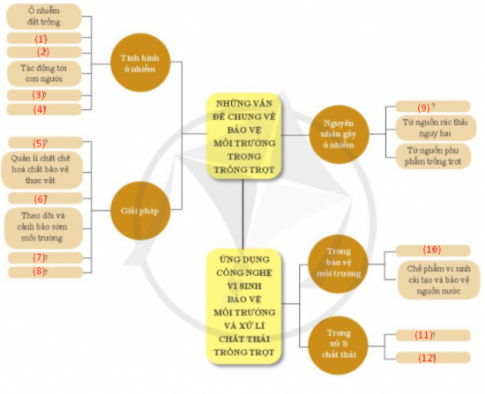 Ô nhiễm
đất trồng
(1)?
(2)?
Tác động tới
con người
(3)?
(4)?
Tình hình
ô nhiễm
(5)?
Quản lí chặt chẽ
hoá chất bảo vệ
thực vật
(6)?
Theo dõi và
cảnh báo sớm
môi trường
(7)?
(8)?
Giải pháp
NHỮNG VẤN
ĐỀ CHUNG VỀ
BẢO VỆ
MÔI TRƯỜNG
TRONG
TRỒNG TRỌT
Nguyên
nhân gây
ô nhiễm
(9)?
Từ nguồn rác thải
nguy hại
Từ nguồn phụ
phẩm trồng trọt
ỨNG DỤNG
CÔNG NGHỆ
VI SINH
BẢO VỆ
MÔI TRƯỜNG
VÀ XỬ LÍ
CHẤT THẢI
TRỒNG TRỌT
Trong
bảo vệ
môi trường
(10)
Chế phẩm vi sinh
cải tạo và bảo vệ
nguồn nước
Trong
xử lí
chất thải
(11)?
(12)